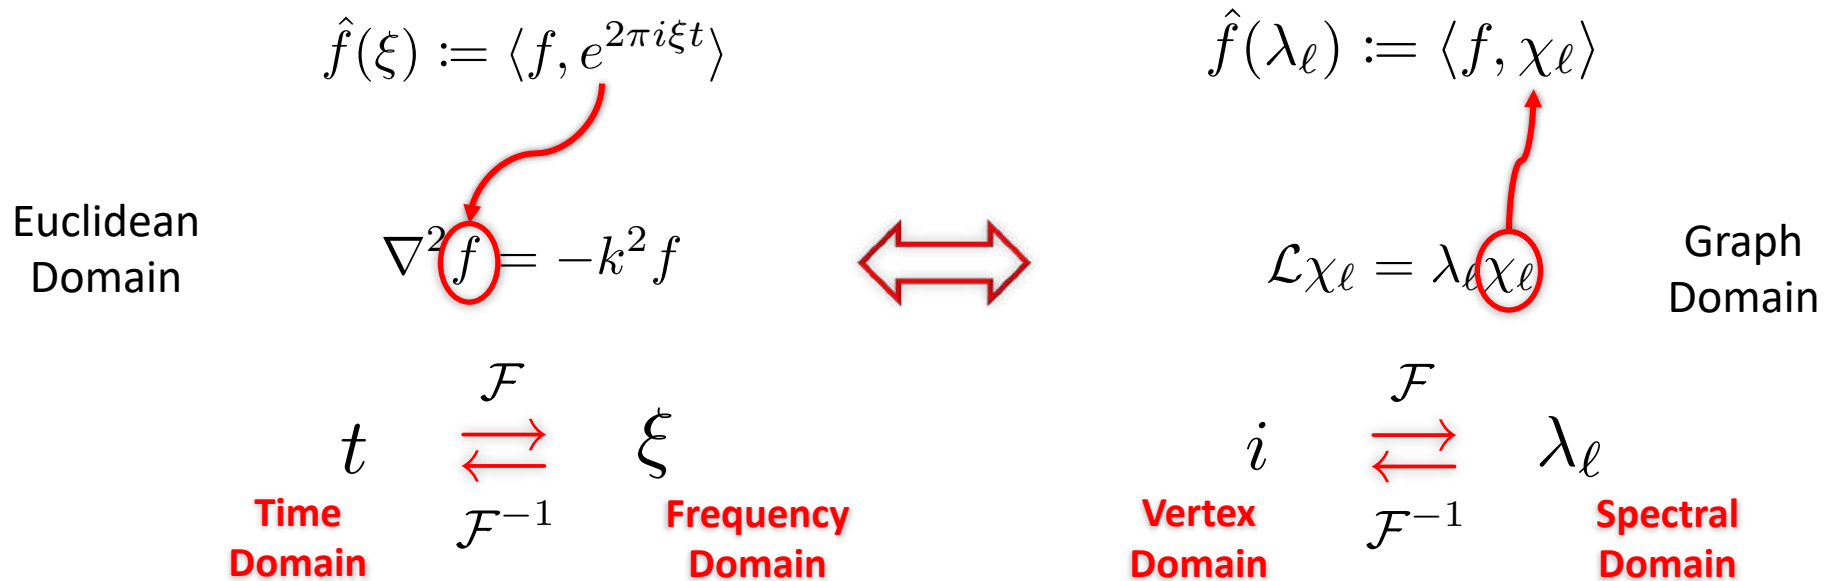 f̂(ξ) := ⟨f, e^{2πiξt}⟩
f̂(λ_ℓ) := ⟨f, χ_ℓ⟩
Euclidean
Domain
∇²f = −k²f
ℒχ_ℓ = λ_ℓχ_ℓ
Graph
Domain
ℱ
t ⇄ ξ
ℱ⁻¹
Time
Domain
Frequency
Domain
ℱ
i ⇄ λ_ℓ
ℱ⁻¹
Vertex
Domain
Spectral
Domain